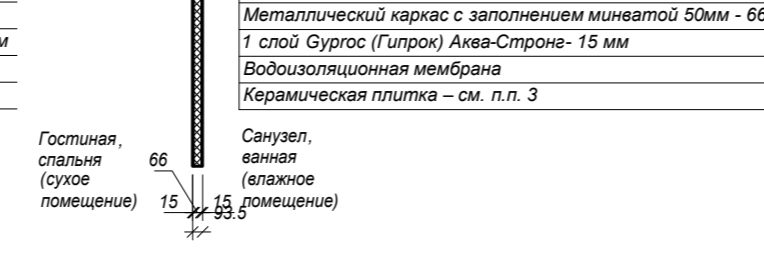 Металлический каркас с заполнением минватой 50мм - 66
м
1 слой Gyproc (Гипрок) Аква-Стронг- 15 мм
Водоизоляционная мембрана
Керамическая плитка – см. п.п. 3
Гостиная,
спальня
(сухое
помещение)
66
15
15
93.5
Санузел,
ванная
(влажное
помещение)